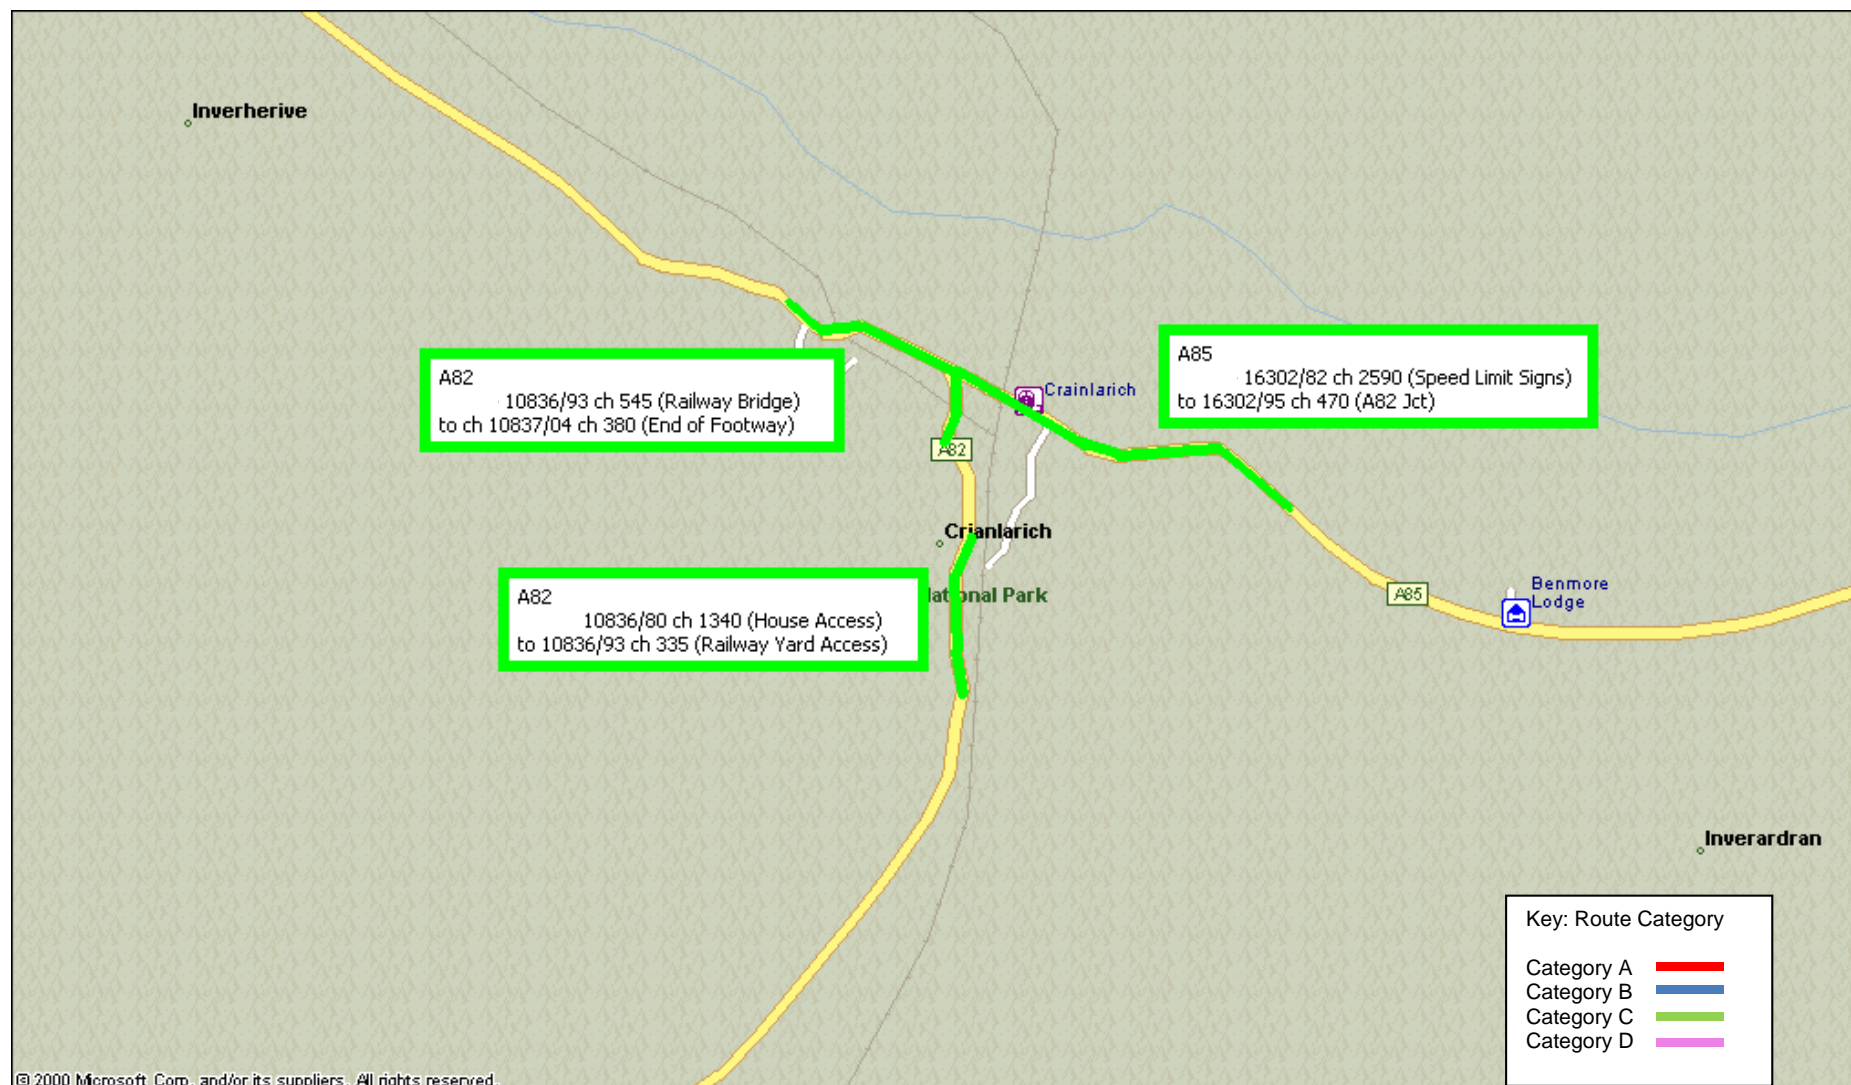 Inverherive
A82
10836/93 ch 545 (Railway Bridge)
to ch 10837/04 ch 380 (End of Footway)
A85
16302/82 ch 2590 (Speed Limit Signs)
to 16302/95 ch 470 (A82 Jct)
Crainlarich
A82
Crianlarich
National Park
A82
10836/80 ch 1340 (House Access)
to 10836/93 ch 335 (Railway Yard Access)
A85
Benmore
Lodge
Inverardran
Key: Route Category
Category A
Category B
Category C
Category D
© 2000 Microsoft Corp. and/or its suppliers. All rights reserved.